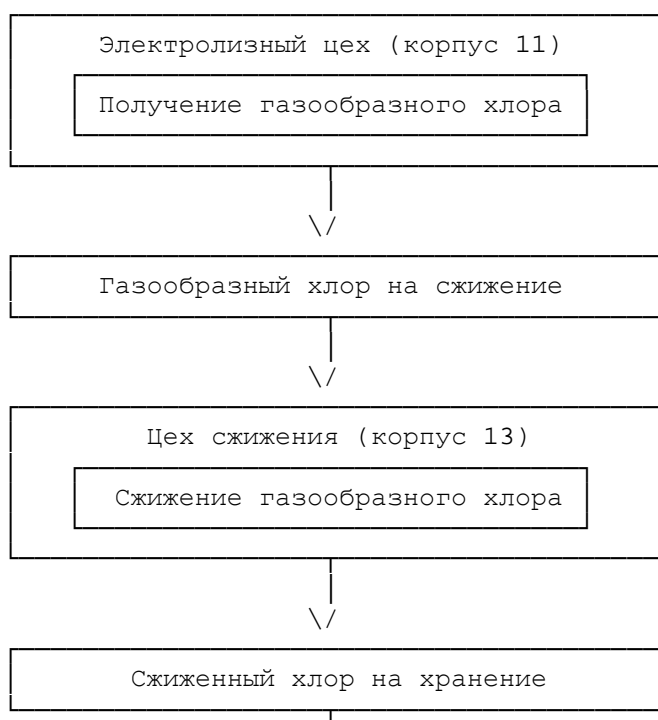 Электролизный цех (корпус 11)
Получение газообразного хлора
Газообразный хлор на сжижение
Цех сжижения (корпус 13)
Сжижение газообразного хлора
Сжиженный хлор на хранение